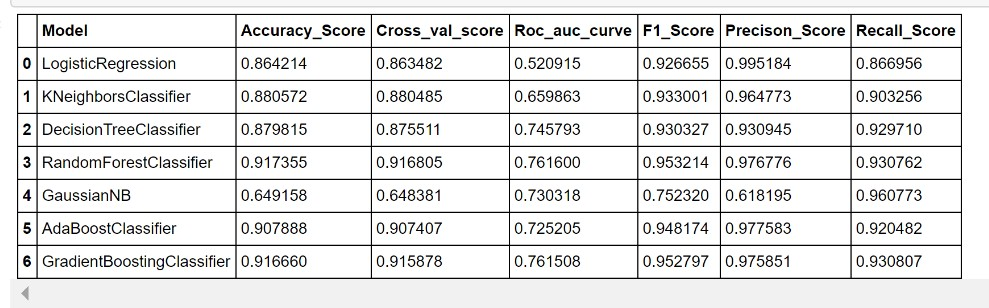 Model Accuracy_Score Cross_val_score Roc_auc_curve F1_Score Precison_Score Recall_Score
0 LogisticRegression 0.864214 0.863482 0.520915 0.926655 0.995184 0.866956
1 KNeighborsClassifier 0.880572 0.880485 0.659863 0.933001 0.964773 0.903256
2 DecisionTreeClassifier 0.879815 0.875511 0.745793 0.930327 0.930945 0.929710
3 RandomForestClassifier 0.917355 0.916805 0.761600 0.953214 0.976776 0.930762
4 GaussianNB 0.649158 0.648381 0.730318 0.752320 0.618195 0.960773
5 AdaBoostClassifier 0.907888 0.907407 0.725205 0.948174 0.977583 0.920482
6 GradientBoostingClassifier 0.916660 0.915878 0.761508 0.952797 0.975851 0.930807